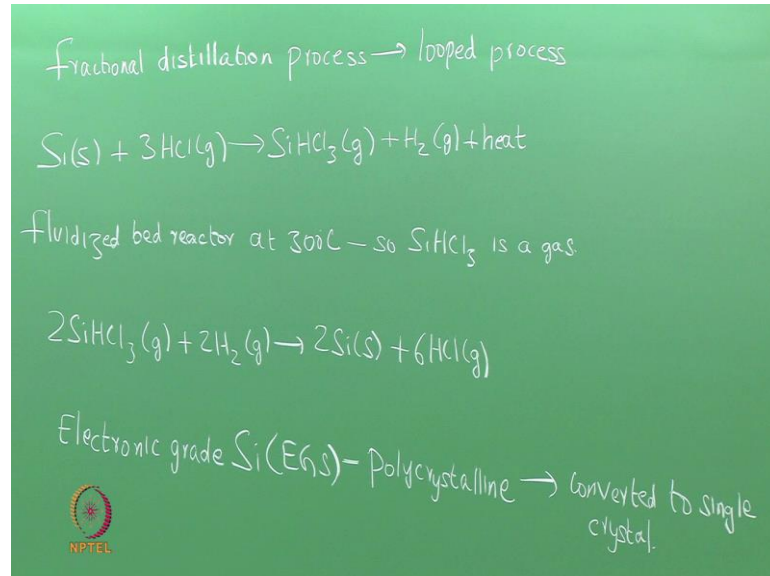 fractional distillation process → looped process
Si(s) + 3HCl(g) → SiHCl₃(g) + H₂(g) + heat
fluidized bed reactor at 300°C – so SiHCl₃ is a gas.
2SiHCl₃(g) + 2H₂(g) → 2Si(s) + 6HCl(g)
Electronic grade Si(EGS) – Polycrystalline → converted to single
crystal.
NPTEL